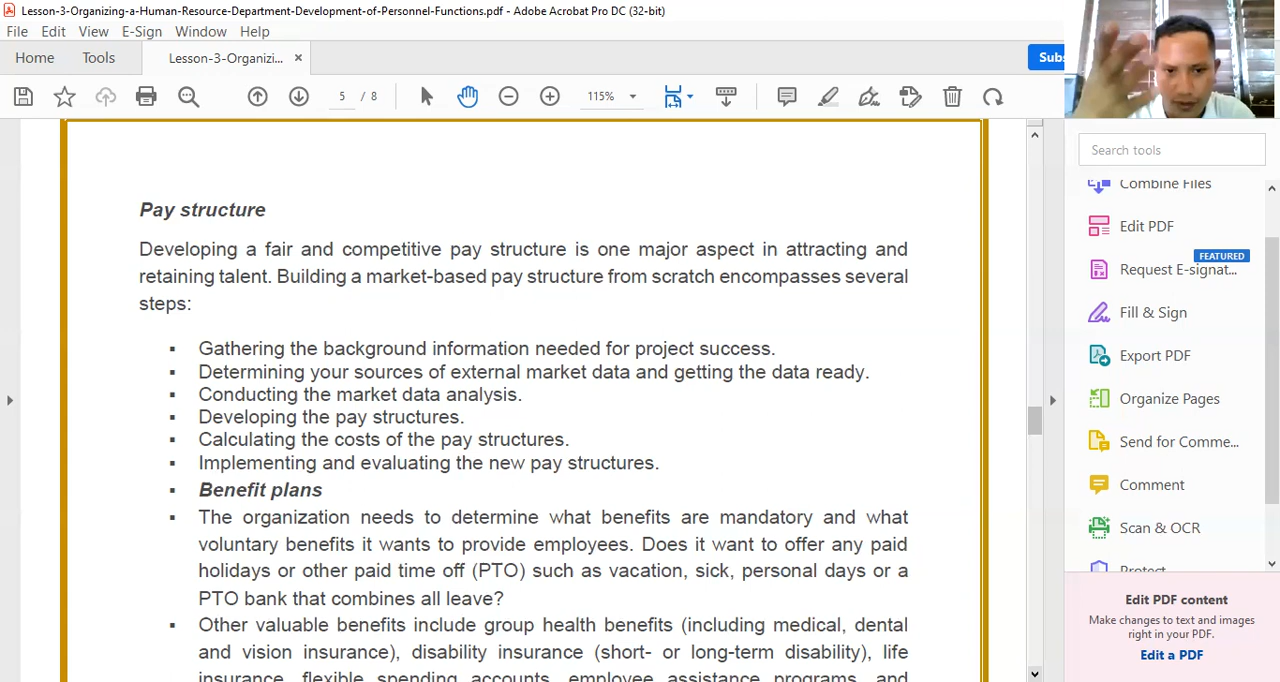 Lesson-3-Organizing-a-Human-Resource-Department-Development-of-Personnel-Functions.pdf - Adobe Acrobat Pro DC (32-bit)
File Edit View E-Sign Window Help
Home Tools Lesson-3-Organizi... ×
5 / 8 115%
Search tools
Combine Files
Edit PDF
FEATURED
Request E-signat...
Fill & Sign
Export PDF
Organize Pages
Send for Comme...
Comment
Scan & OCR
Edit PDF content
Make changes to text and images
right in your PDF.
Edit a PDF
Pay structure
Developing a fair and competitive pay structure is one major aspect in attracting and
retaining talent. Building a market-based pay structure from scratch encompasses several
steps:
▪ Gathering the background information needed for project success.
▪ Determining your sources of external market data and getting the data ready.
▪ Conducting the market data analysis.
▪ Developing the pay structures.
▪ Calculating the costs of the pay structures.
▪ Implementing and evaluating the new pay structures.
▪ Benefit plans
▪ The organization needs to determine what benefits are mandatory and what
voluntary benefits it wants to provide employees. Does it want to offer any paid
holidays or other paid time off (PTO) such as vacation, sick, personal days or a
PTO bank that combines all leave?
▪ Other valuable benefits include group health benefits (including medical, dental
and vision insurance), disability insurance (short- or long-term disability), life
insurance, flexible spending accounts, employee assistance programs, and